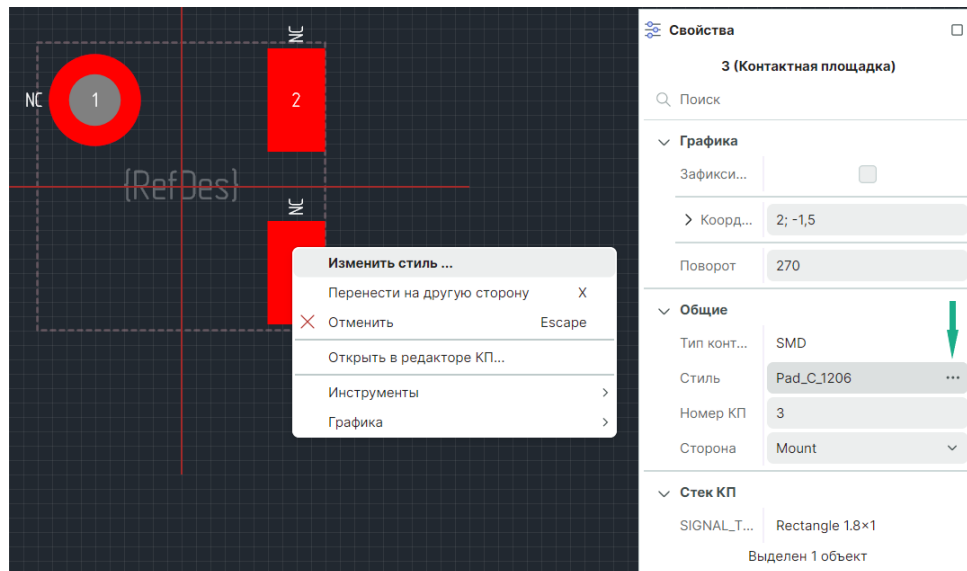 NC
NC
1
2
{RefDes}
NC
Изменить стиль ...
Перенести на другую сторону X
Отменить Escape
Открыть в редакторе КП...
Инструменты
Графика
Свойства
3 (Контактная площадка)
Поиск
Графика
Зафикси...
Коорд... 2; -1,5
Поворот 270
Общие
Тип конт... SMD
Стиль Pad_C_1206 ...
Номер КП 3
Сторона Mount
Стек КП
SIGNAL_T... Rectangle 1.8×1
Выделен 1 объект